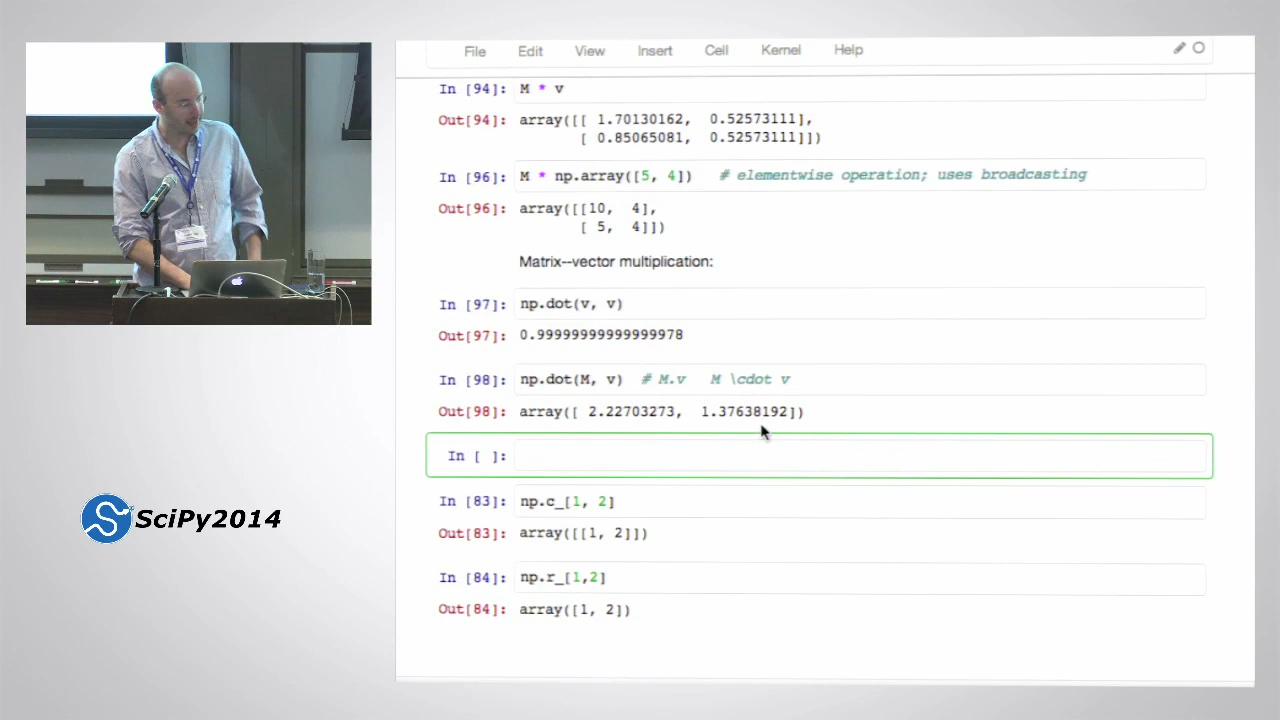 File Edit View Insert Cell Kernel Help
In [94]: M * v
Out[94]: array([[ 1.70130162, 0.52573111],
[ 0.85065081, 0.52573111]])
In [96]: M * np.array([5, 4]) # elementwise operation; uses broadcasting
Out[96]: array([[10, 4],
[ 5, 4]])
Matrix--vector multiplication:
In [97]: np.dot(v, v)
Out[97]: 0.99999999999999978
In [98]: np.dot(M, v) # M.v M \cdot v
Out[98]: array([ 2.22703273, 1.37638192])
In [ ]:
In [83]: np.c_[1, 2]
Out[83]: array([[1, 2]])
In [84]: np.r_[1,2]
Out[84]: array([1, 2])
SciPy2014